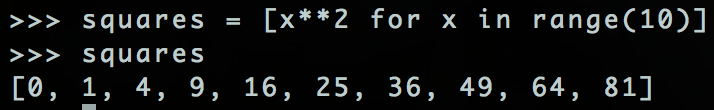 >>> squares = [x**2 for x in range(10)]
>>> squares
[0, 1, 4, 9, 16, 25, 36, 49, 64, 81]